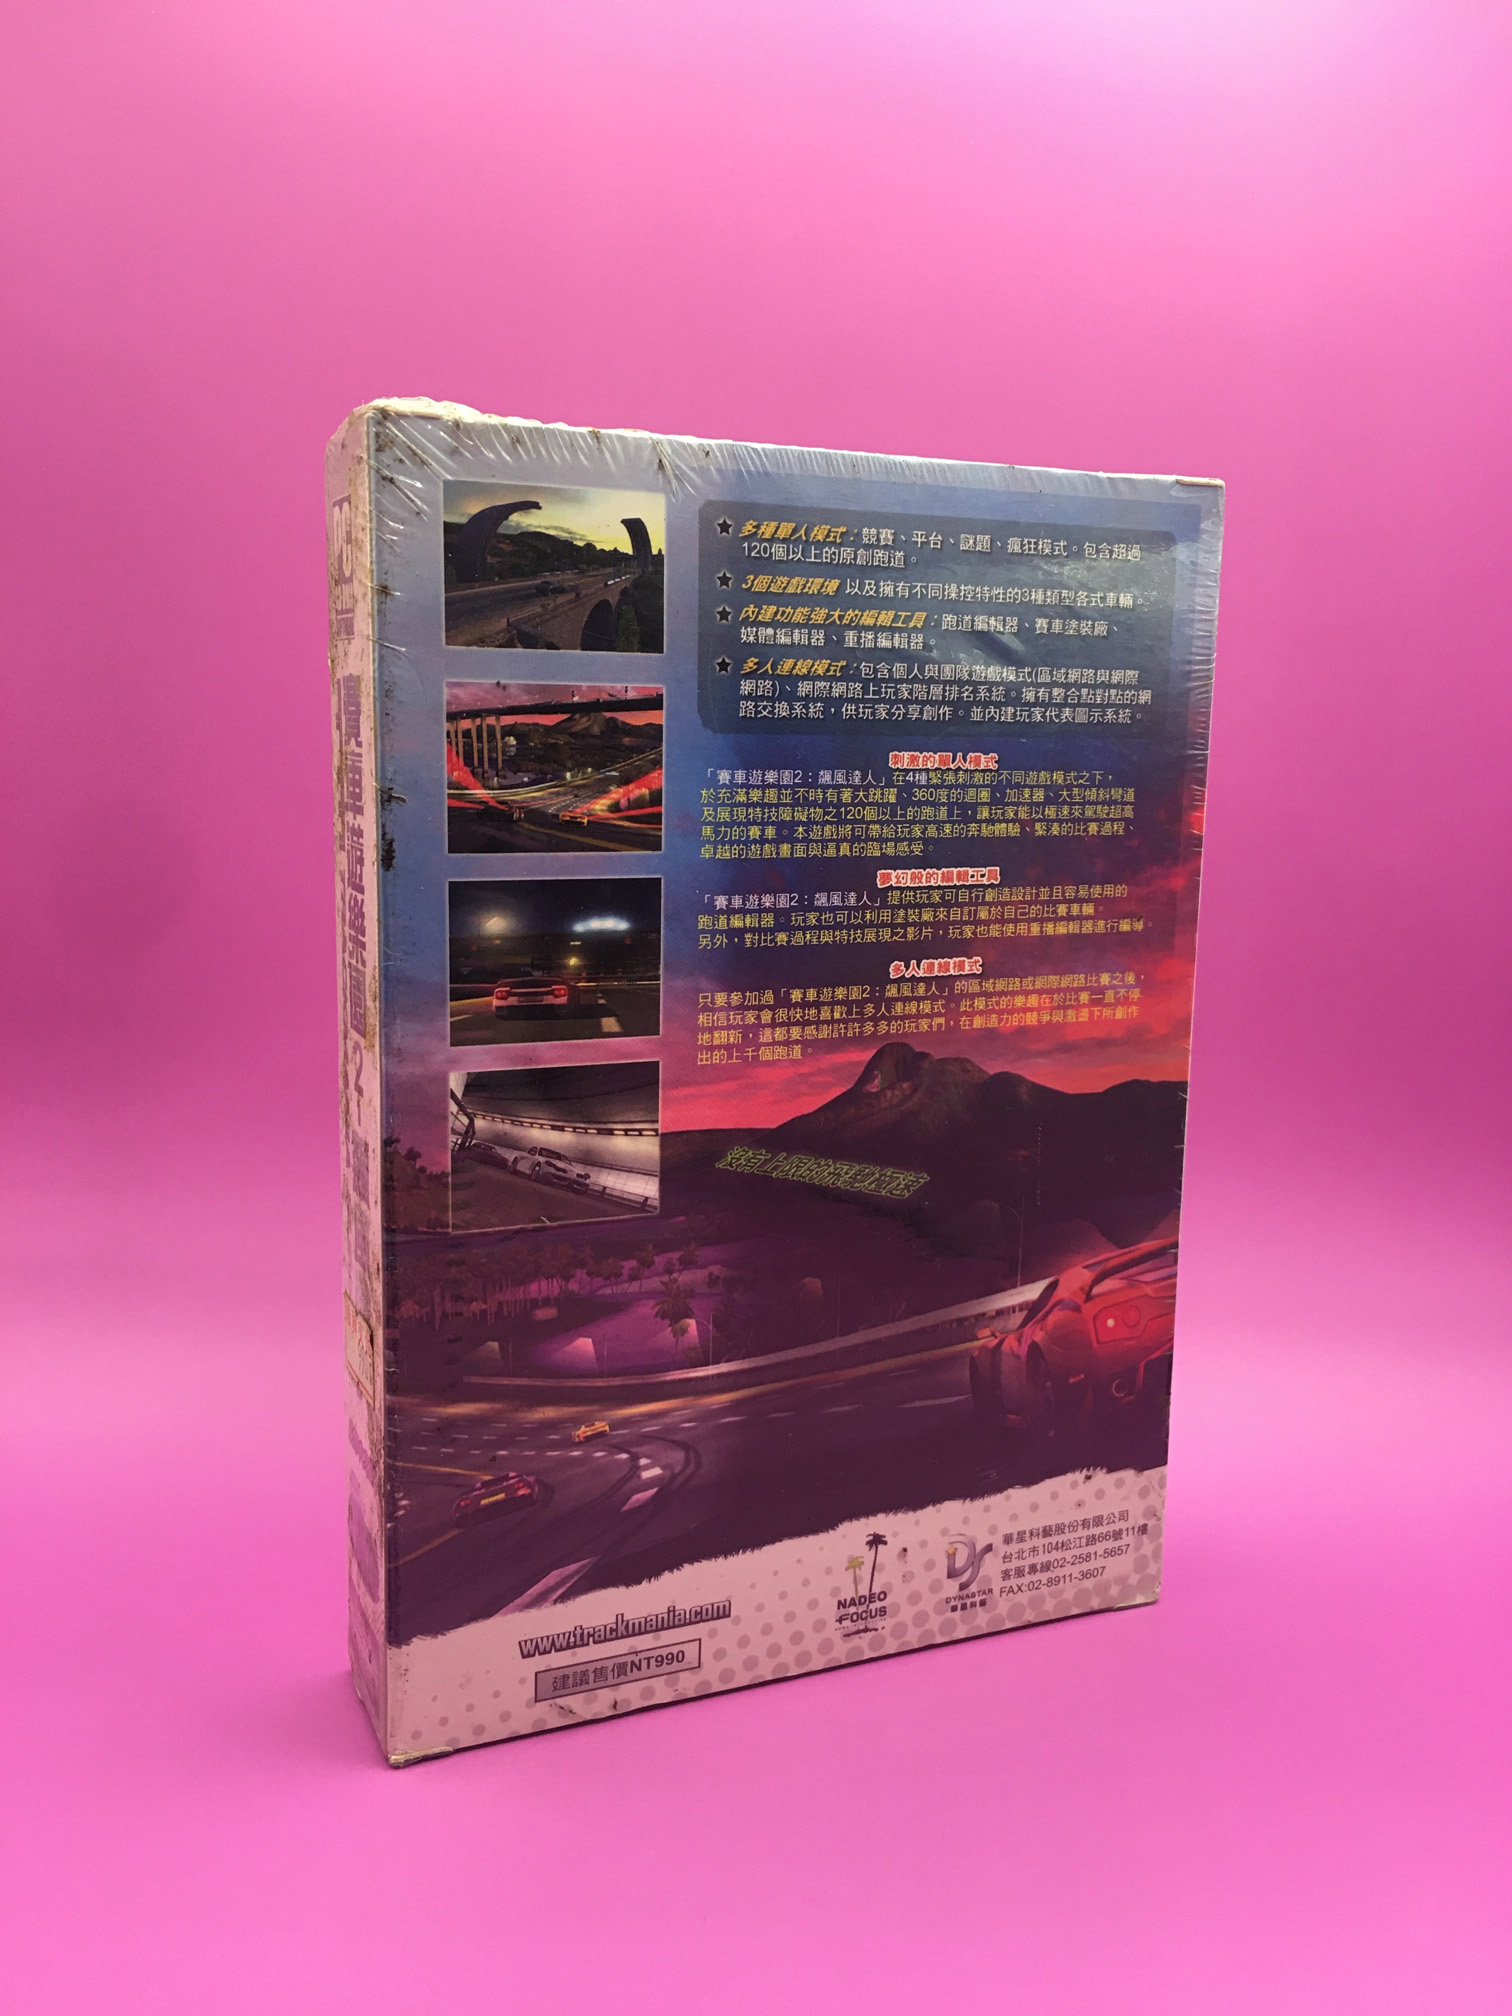 ★ 多種單人模式：競賽、平台、謎題、瘋狂模式。包含超過
120個以上的原創跑道。
★ 3個遊戲環境 以及擁有不同操控特性的3種類型各式車輛。
★ 內建功能強大的編輯工具：跑道編輯器、賽車塗裝廠、
媒體編輯器、重播編輯器。
★ 多人連線模式：包含個人與團隊遊戲模式(區域網路與網際
網路)、網際網路上玩家階層排名系統。擁有整合點對點的網
路交換系統，供玩家分享創作。並內建玩家代表圖示系統。
刺激的單人模式
「賽車遊樂園2：飆風達人」在4種緊張刺激的不同遊戲模式之下，
於充滿樂趣並不時有著大跳躍、360度的迴圈、加速器、大型傾斜彎道
及展現特技障礙物之120個以上的跑道上，讓玩家能以極速來駕駛超高
馬力的賽車。本遊戲將可帶給玩家高速的奔馳體驗、緊湊的比賽過程、
卓越的遊戲畫面與逼真的臨場感受。
夢幻般的編輯工具
「賽車遊樂園2：飆風達人」提供玩家可自行創造設計並且容易使用的
跑道編輯器。玩家也可以利用塗裝廠來自訂屬於自己的比賽車輛。
另外，對比賽過程與特技展現之影片，玩家也能使用重播編輯器進行編導。
多人連線模式
只要參加過「賽車遊樂園2：飆風達人」的區域網路或網際網路比賽之後，
相信玩家會很快地喜歡上多人連線模式。此模式的樂趣在於比賽一直不停
地翻新，這都要感謝許許多多的玩家們，在創造力的競爭與激盪下所創作
出的上千個跑道。
沒有上限的飛馳極速
www.trackmania.com
建議售價NT990
NADEO
FOCUS
DYNASTAR
華星科藝
華星科藝股份有限公司
台北市104松江路66號11樓
客服專線02-2581-5657
FAX:02-8911-3607
賽車遊樂園2